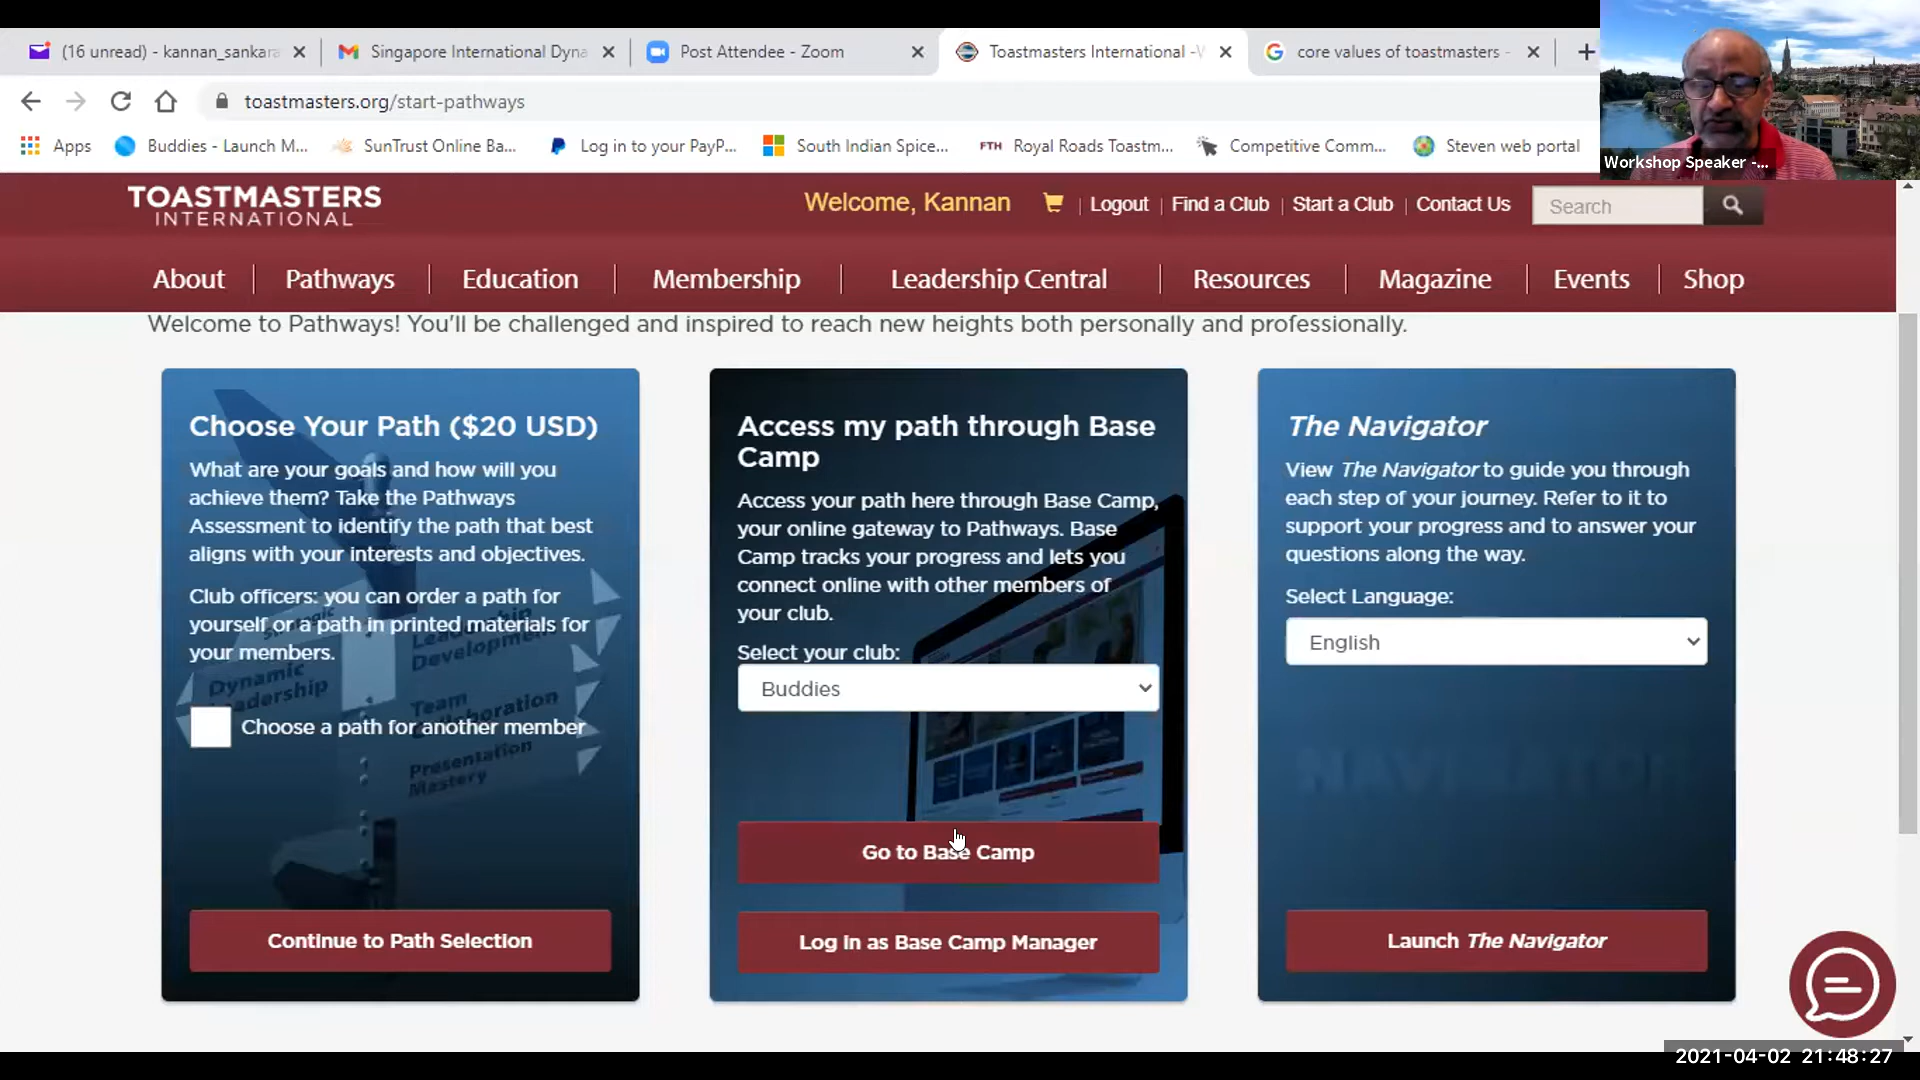 (16 unread) - kannan_sankara
Singapore International Dyna
Post Attendee - Zoom
Toastmasters International -
core values of toastmasters -
toastmasters.org/start-pathways
Apps
Buddies - Launch M...
SunTrust Online Ba...
Log in to your PayP...
South Indian Spice...
FTH
Royal Roads Toastm...
Competitive Comm...
Steven web portal
Workshop Speaker -...
TOASTMASTERS
INTERNATIONAL
Welcome, Kannan
Logout
Find a Club
Start a Club
Contact Us
Search
About
Pathways
Education
Membership
Leadership Central
Resources
Magazine
Events
Shop
Welcome to Pathways! You'll be challenged and inspired to reach new heights both personally and professionally.
Choose Your Path ($20 USD)
What are your goals and how will you
achieve them? Take the Pathways
Assessment to identify the path that best
aligns with your interests and objectives.
Club officers: you can order a path for
yourself or a path in printed materials for
your members.
Leadership
Development
Dynamic
Leadership
Team
Collaboration
Choose a path for another member
Presentation
Mastery
Continue to Path Selection
Access my path through Base
Camp
Access your path here through Base Camp,
your online gateway to Pathways. Base
Camp tracks your progress and lets you
connect online with other members of
your club.
Select your club:
Buddies
Go to Base Camp
Log in as Base Camp Manager
The Navigator
View The Navigator to guide you through
each step of your journey. Refer to it to
support your progress and to answer your
questions along the way.
Select Language:
English
NAVIGATOR
Launch The Navigator
2021-04-02 21:48:27